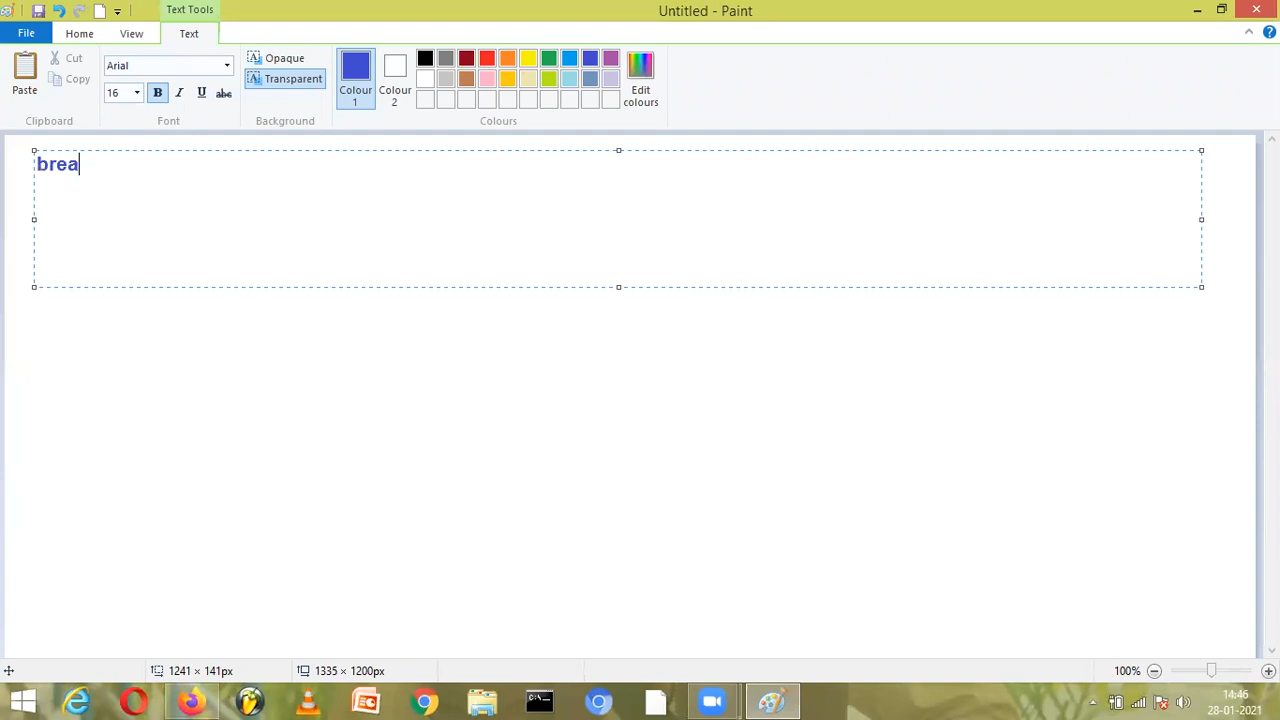 Text Tools
Untitled - Paint
File
Home
View
Text
Paste
Cut
Copy
Clipboard
Arial
16
B
I
U
abc
Font
Opaque
Transparent
Background
Colour 1
Colour 2
Edit colours
Colours
brea
1241 × 141px
1335 × 1200px
100%
14:46
28-01-2021